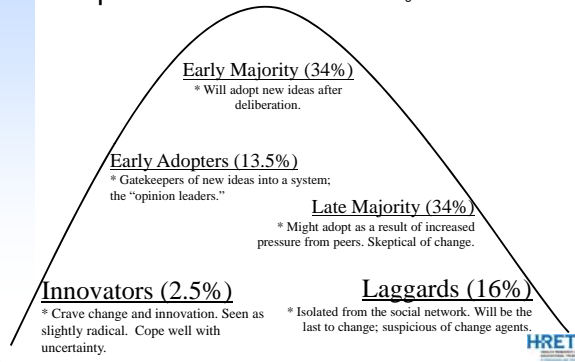 Early Majority (34%)
* Will adopt new ideas after
deliberation.
Early Adopters (13.5%)
* Gatekeepers of new ideas into a system;
the “opinion leaders.”
Late Majority (34%)
* Might adopt as a result of increased
pressure from peers. Skeptical of change.
Innovators (2.5%)
* Crave change and innovation. Seen as
slightly radical.  Cope well with
uncertainty.
Laggards (16%)
* Isolated from the social network. Will be the
last to change; suspicious of change agents.
HRET